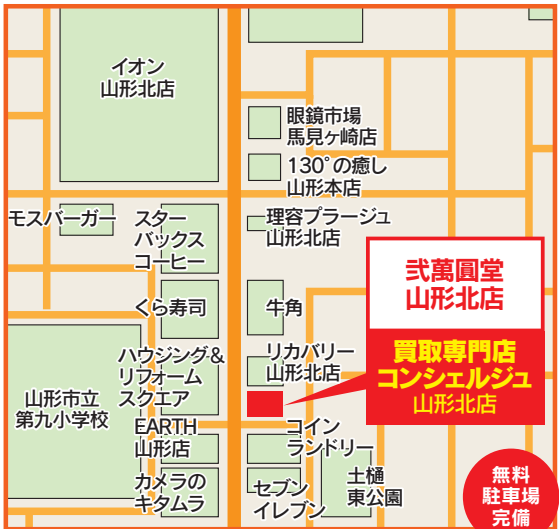 イオン
山形北店
眼鏡市場
馬見ヶ崎店
130°の癒し
山形本店
モスバーガー
スター
バックス
コーヒー
理容プラージュ
山形北店
弐萬圓堂
山形北店
くら寿司
牛角
買取専門店
コンシェルジュ
山形北店
ハウジング&
リフォーム
スクエア
リカバリー
山形北店
山形市立
第九小学校
EARTH
山形店
コイン
ランドリー
カメラの
キタムラ
セブン
イレブン
土樋
東公園
無料
駐車場
完備